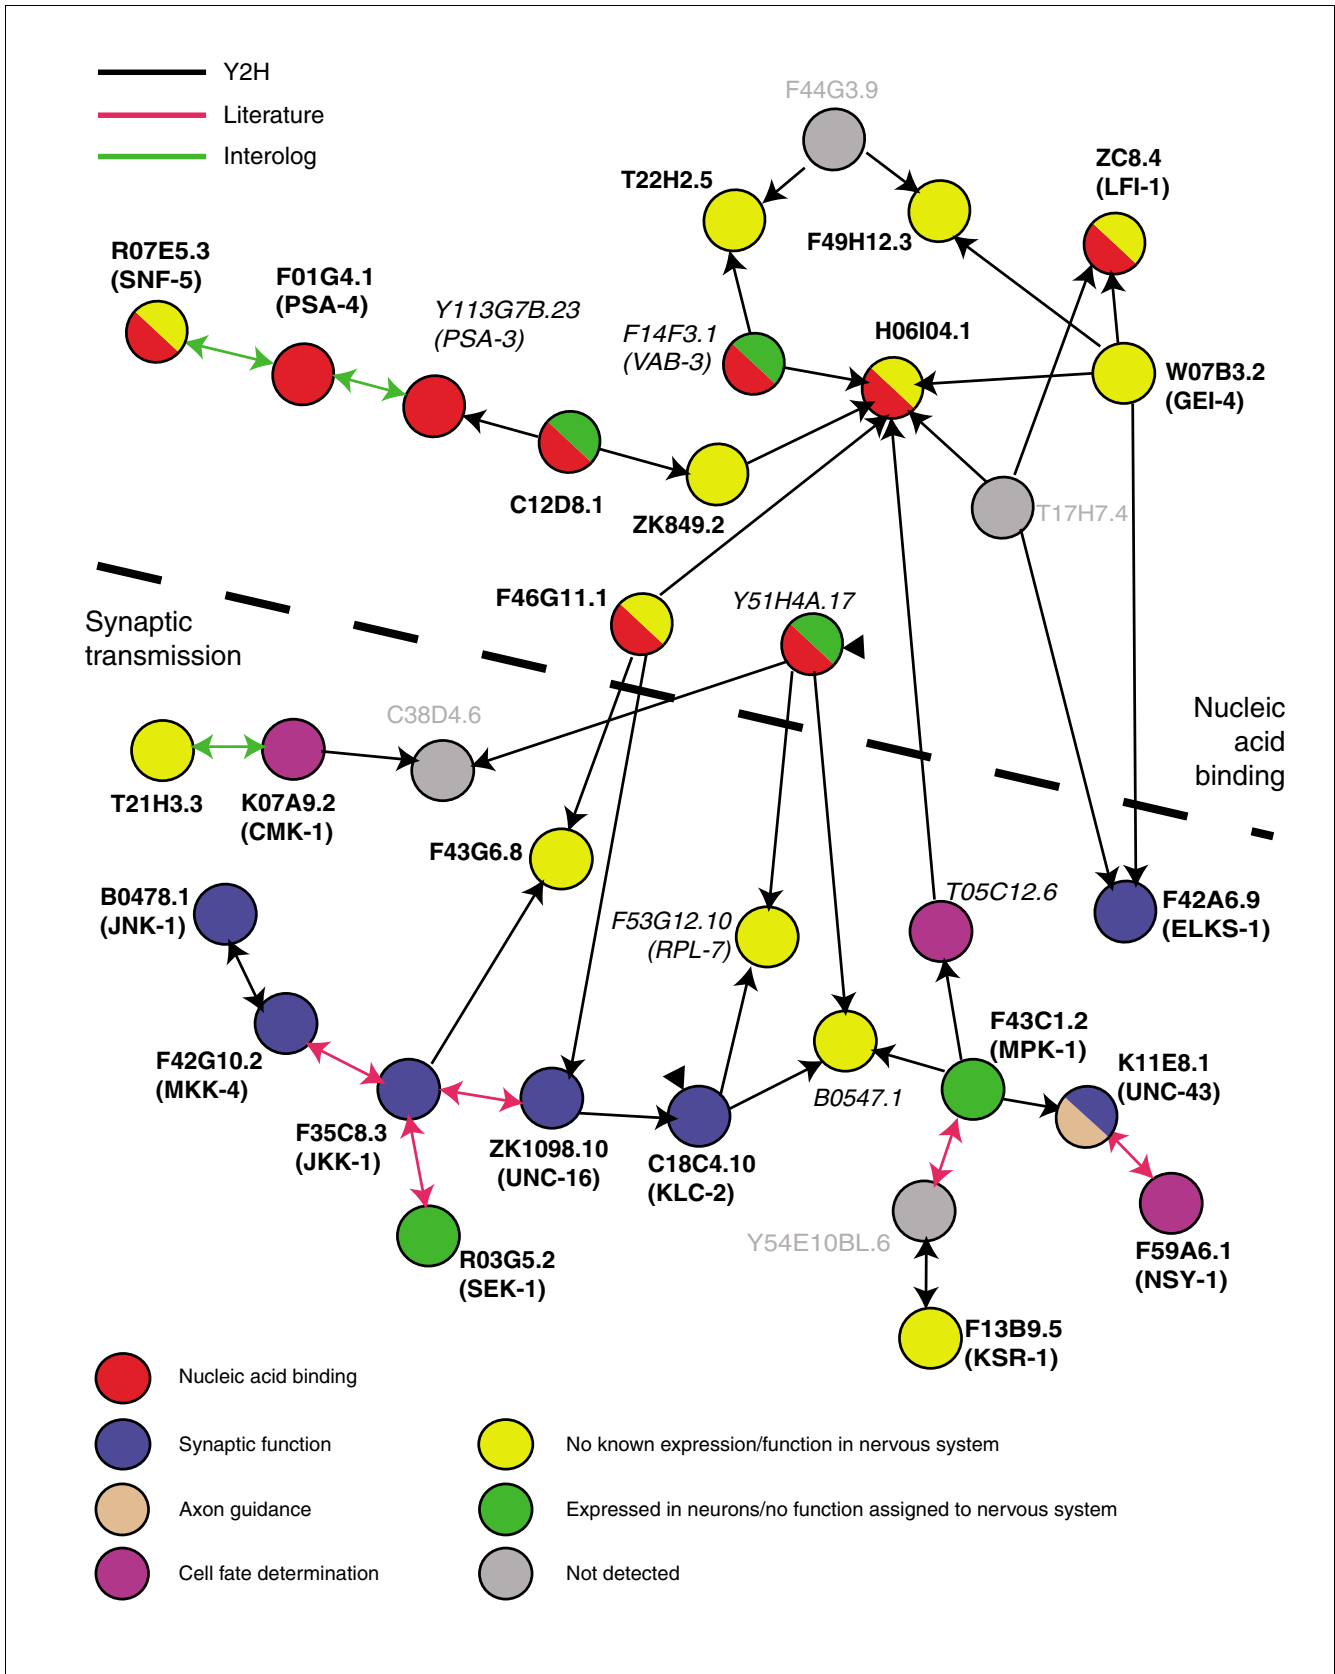 Y2H
Literature
Interolog
F44G3.9
T22H2.5
F49H12.3
ZC8.4
(LFI-1)
R07E5.3
(SNF-5)
F01G4.1
(PSA-4)
Y113G7B.23
(PSA-3)
F14F3.1
(VAB-3)
H06I04.1
W07B3.2
(GEI-4)
C12D8.1
ZK849.2
T17H7.4
F46G11.1
Y51H4A.17
Synaptic
transmission
Nucleic
acid
binding
C38D4.6
T21H3.3
K07A9.2
(CMK-1)
F43G6.8
B0478.1
(JNK-1)
F53G12.10
(RPL-7)
T05C12.6
F42A6.9
(ELKS-1)
F42G10.2
(MKK-4)
F43C1.2
(MPK-1)
K11E8.1
(UNC-43)
B0547.1
F35C8.3
(JKK-1)
ZK1098.10
(UNC-16)
C18C4.10
(KLC-2)
Y54E10BL.6
F59A6.1
(NSY-1)
R03G5.2
(SEK-1)
F13B9.5
(KSR-1)
Nucleic acid binding
Synaptic function
Axon guidance
Cell fate determination
No known expression/function in nervous system
Expressed in neurons/no function assigned to nervous system
Not detected